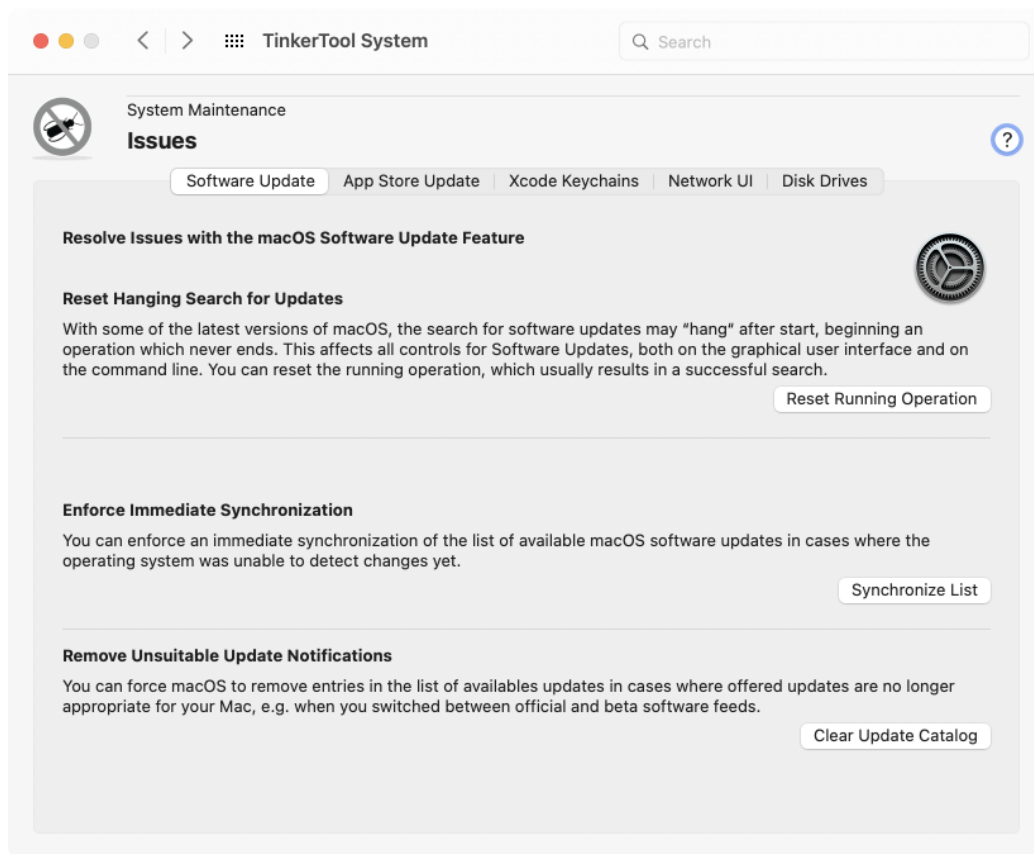 TinkerTool System
Search
System Maintenance
Issues
?
Software Update
App Store Update
Xcode Keychains
Network UI
Disk Drives
Resolve Issues with the macOS Software Update Feature
Reset Hanging Search for Updates
With some of the latest versions of macOS, the search for software updates may "hang" after start, beginning an
operation which never ends. This affects all controls for Software Updates, both on the graphical user interface and on
the command line. You can reset the running operation, which usually results in a successful search.
Reset Running Operation
Enforce Immediate Synchronization
You can enforce an immediate synchronization of the list of available macOS software updates in cases where the
operating system was unable to detect changes yet.
Synchronize List
Remove Unsuitable Update Notifications
You can force macOS to remove entries in the list of availables updates in cases where offered updates are no longer
appropriate for your Mac, e.g. when you switched between official and beta software feeds.
Clear Update Catalog